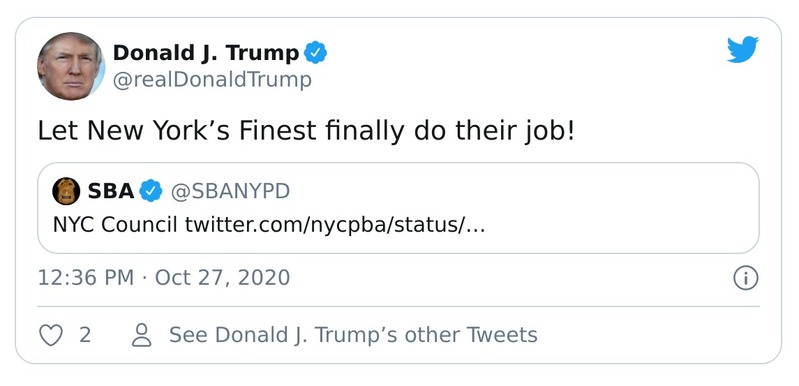 Donald J. Trump
@realDonaldTrump
Let New York’s Finest finally do their job!
SBA @SBANYPD
NYC Council twitter.com/nycpba/status/…
12:36 PM · Oct 27, 2020
2 See Donald J. Trump’s other Tweets